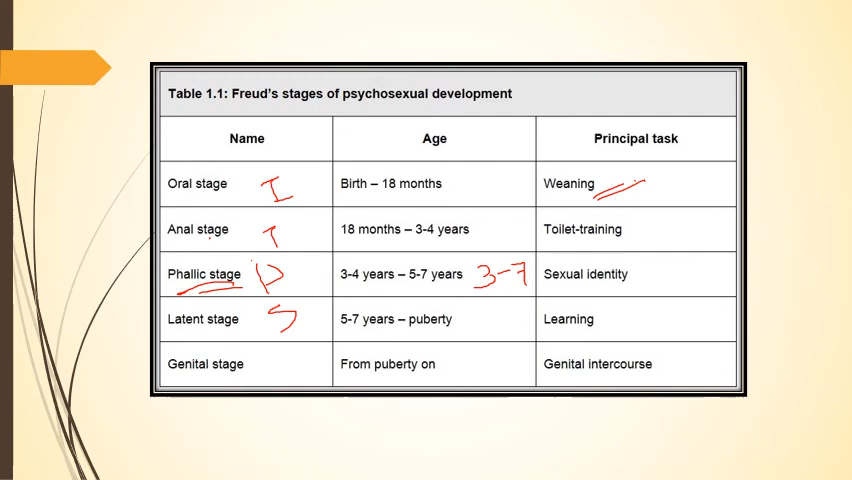 Table 1.1: Freud's stages of psychosexual development
Name Age Principal task
Oral stage I Birth – 18 months Weaning
Anal stage T 18 months – 3-4 years Toilet-training
Phallic stage P 3-4 years – 5-7 years 3-7 Sexual identity
Latent stage S 5-7 years – puberty Learning
Genital stage From puberty on Genital intercourse